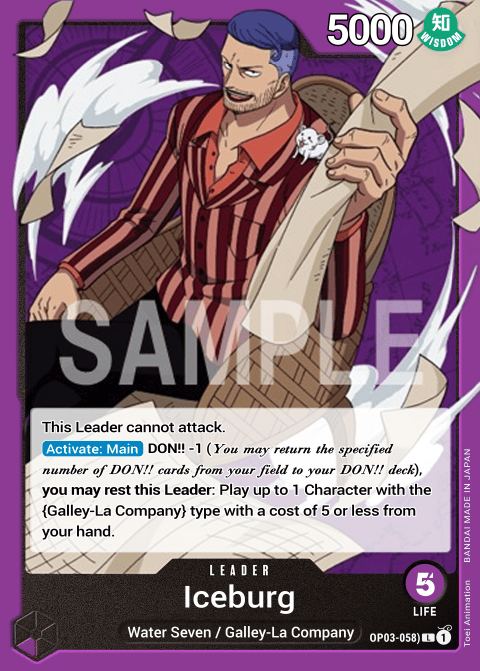 5000
知
WISDOM
SAMPLE
This Leader cannot attack.
Activate: Main DON!! -1 (You may return the specified
number of DON!! cards from your field to your DON!! deck),
you may rest this Leader: Play up to 1 Character with the
{Galley-La Company} type with a cost of 5 or less from
your hand.
LEADER
Iceburg
Water Seven / Galley-La Company
5
LIFE
OP03-058 L 1
Toei Animation BANDAI MADE IN JAPAN